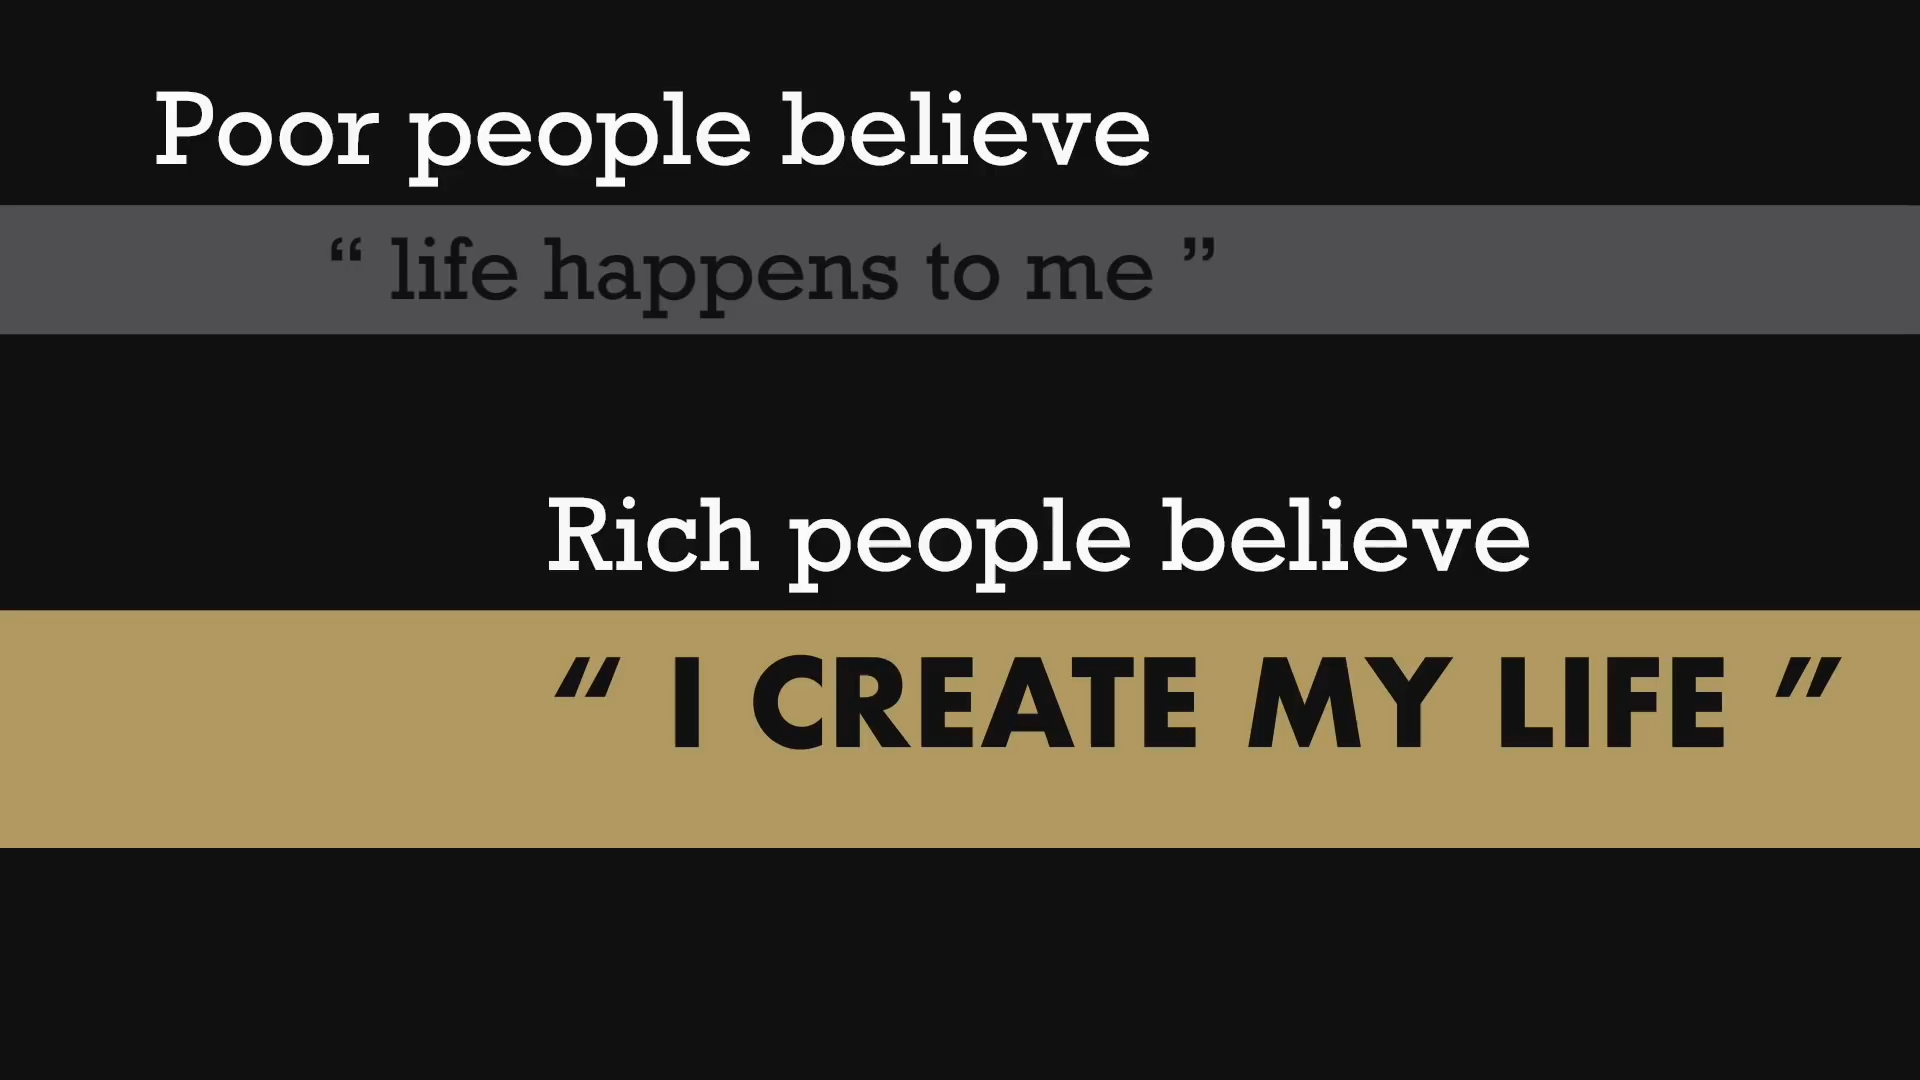 Poor people believe
“ life happens to me ”
Rich people believe
“ I CREATE MY LIFE ”